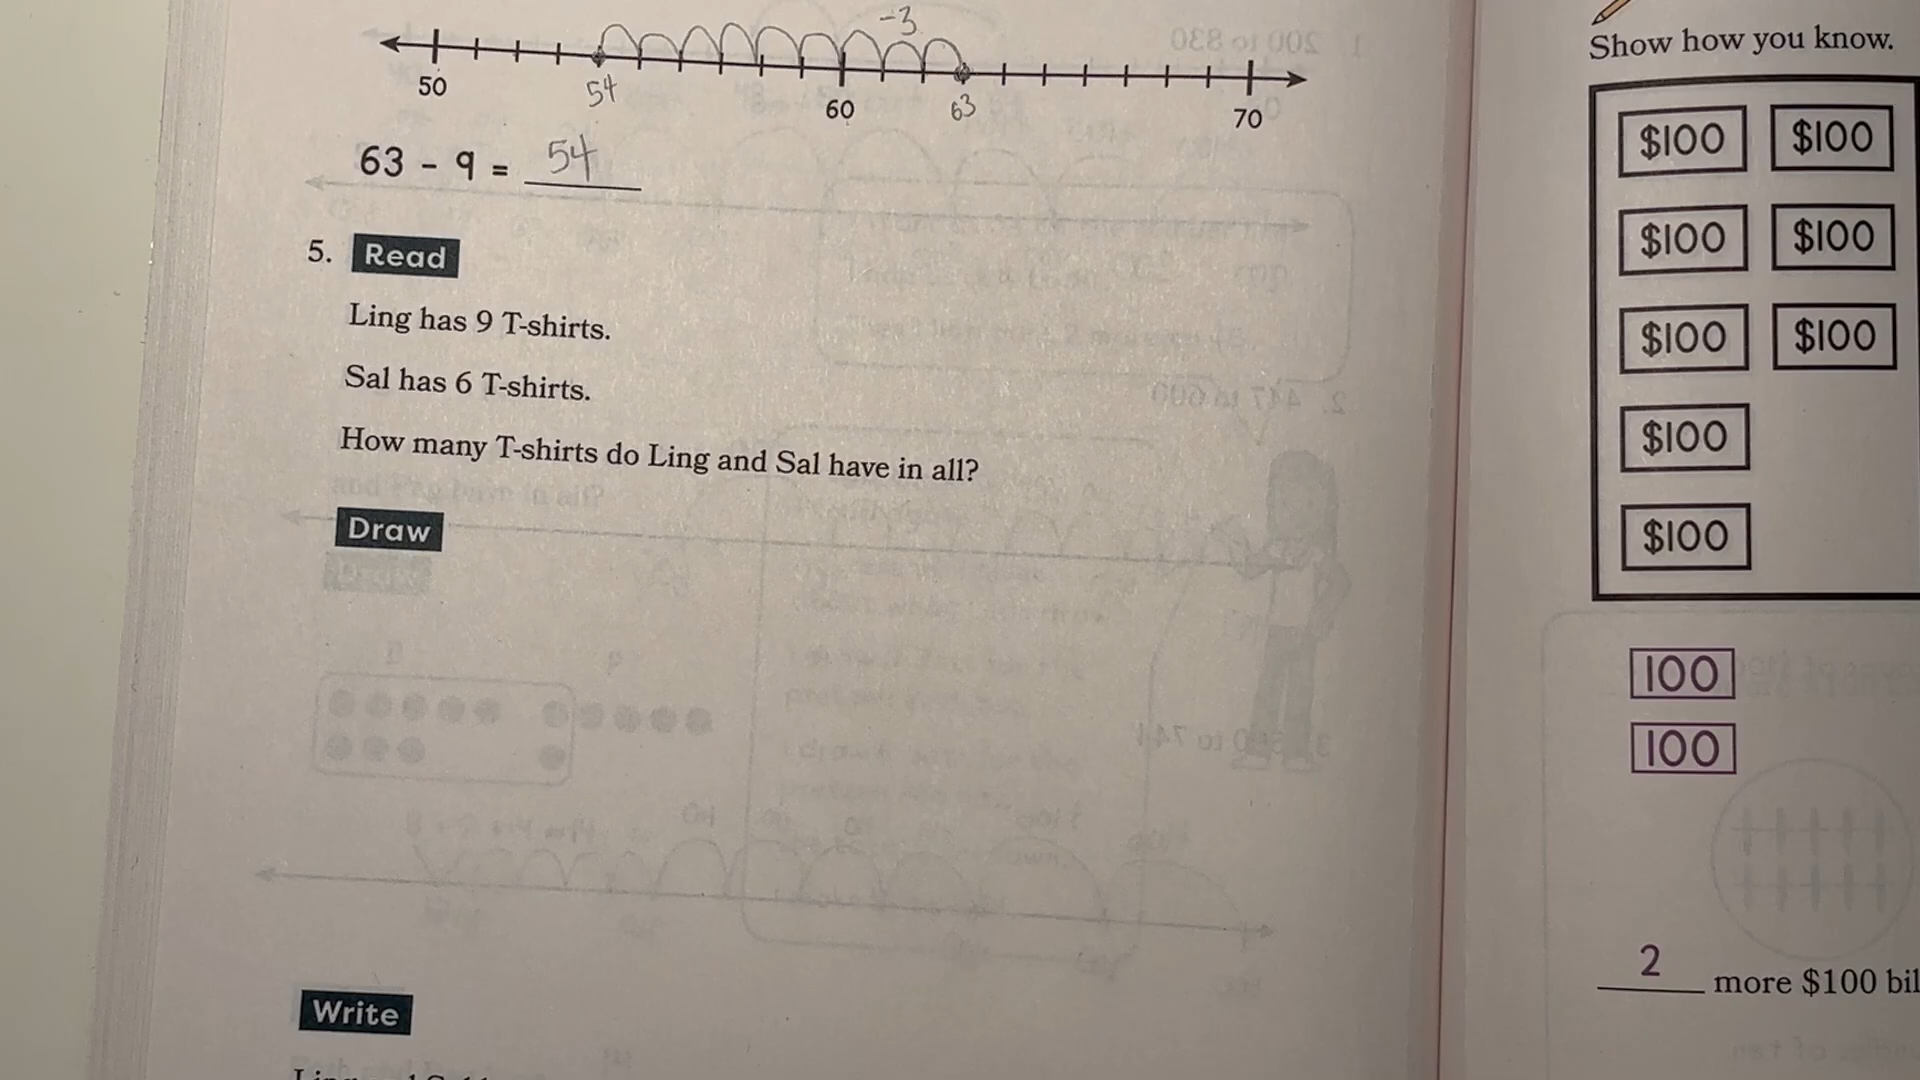 -3
50
54
60
63
70
63 - 9 = 54
5. Read
Ling has 9 T-shirts.
Sal has 6 T-shirts.
How many T-shirts do Ling and Sal have in all?
Draw
Write
Show how you know.
$100 $100
$100 $100
$100 $100
$100
$100
100
100
2 more $100